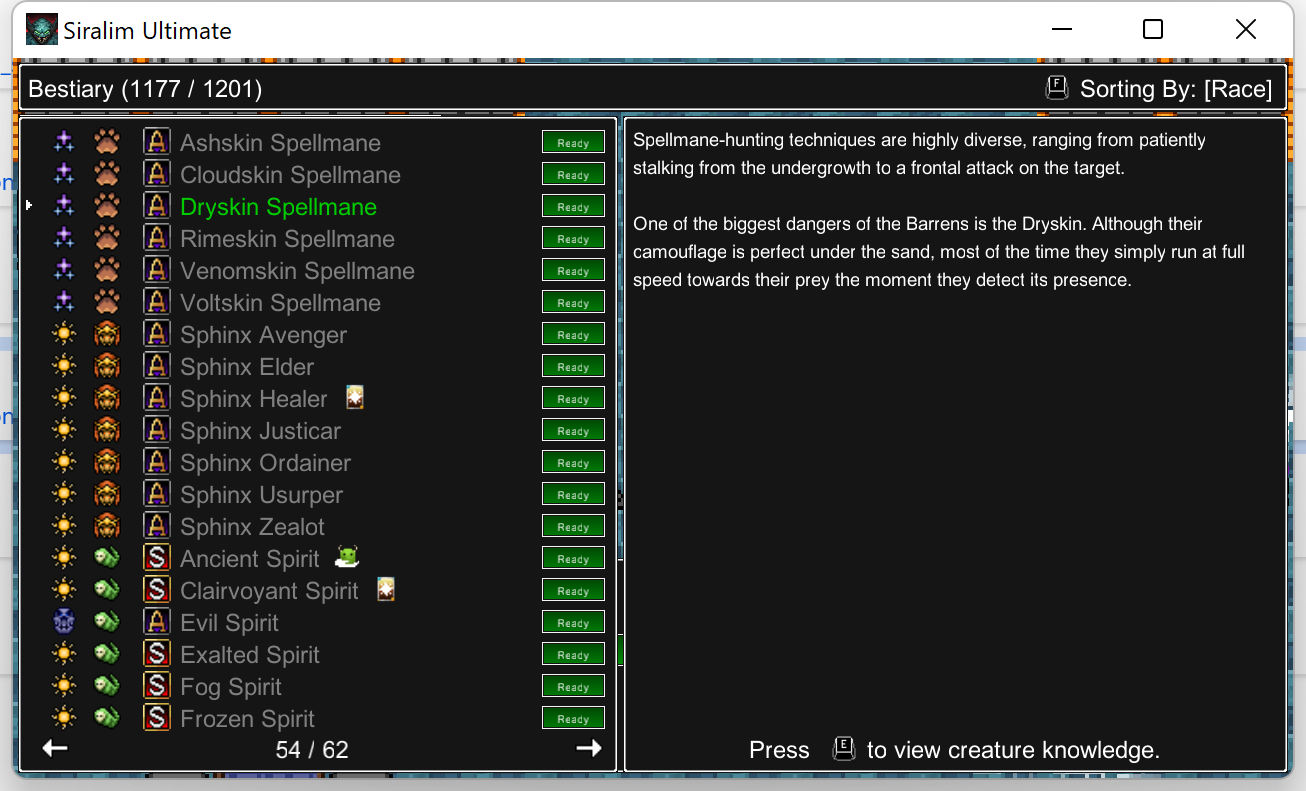 Siralim Ultimate
Bestiary (1177 / 1201)
F Sorting By: [Race]
A Ashskin Spellmane Ready
A Cloudskin Spellmane Ready
A Dryskin Spellmane Ready
A Rimeskin Spellmane Ready
A Venomskin Spellmane Ready
A Voltskin Spellmane Ready
A Sphinx Avenger Ready
A Sphinx Elder Ready
A Sphinx Healer Ready
A Sphinx Justicar Ready
A Sphinx Ordainer Ready
A Sphinx Usurper Ready
A Sphinx Zealot Ready
S Ancient Spirit Ready
S Clairvoyant Spirit Ready
A Evil Spirit Ready
S Exalted Spirit Ready
S Fog Spirit Ready
S Frozen Spirit Ready
54 / 62
Spellmane-hunting techniques are highly diverse, ranging from patiently
stalking from the undergrowth to a frontal attack on the target.
One of the biggest dangers of the Barrens is the Dryskin. Although their
camouflage is perfect under the sand, most of the time they simply run at full
speed towards their prey the moment they detect its presence.
Press E to view creature knowledge.